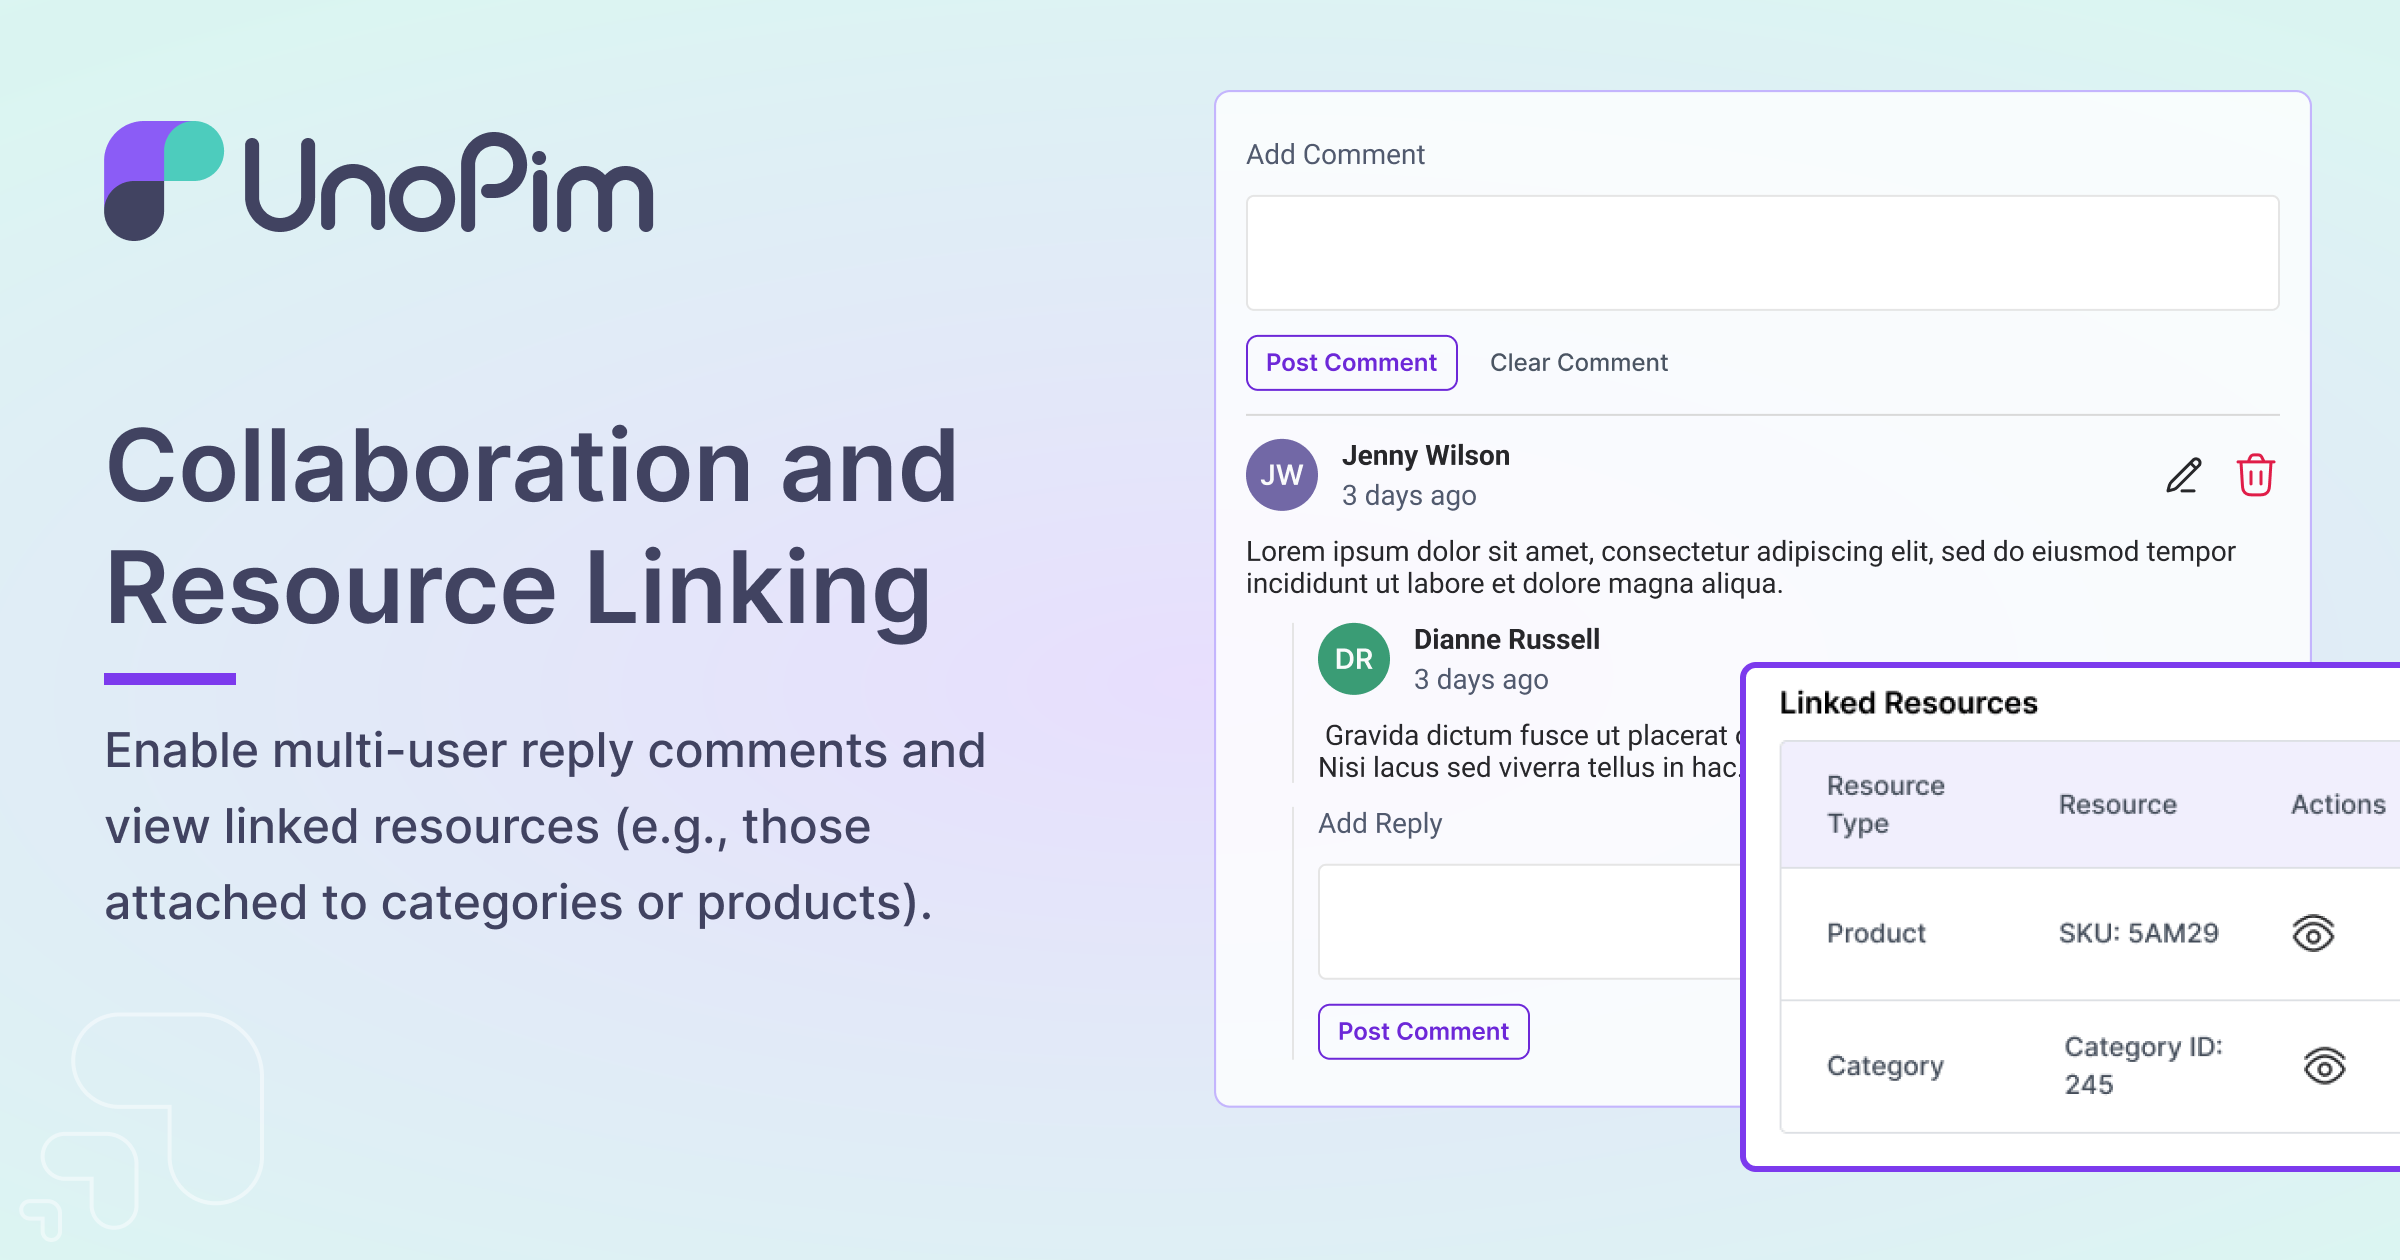 UnoPim
Collaboration and
Resource Linking
Enable multi-user reply comments and
view linked resources (e.g., those
attached to categories or products).
Add Comment
Post Comment
Clear Comment
JW
Jenny Wilson
3 days ago
Lorem ipsum dolor sit amet, consectetur adipiscing elit, sed do eiusmod tempor
incididunt ut labore et dolore magna aliqua.
DR
Dianne Russell
3 days ago
Gravida dictum fusce ut placerat
Nisi lacus sed viverra tellus in hac.
Add Reply
Post Comment
Linked Resources
Resource
Type
Resource
Actions
Product
SKU: 5AM29
Category
Category ID:
245